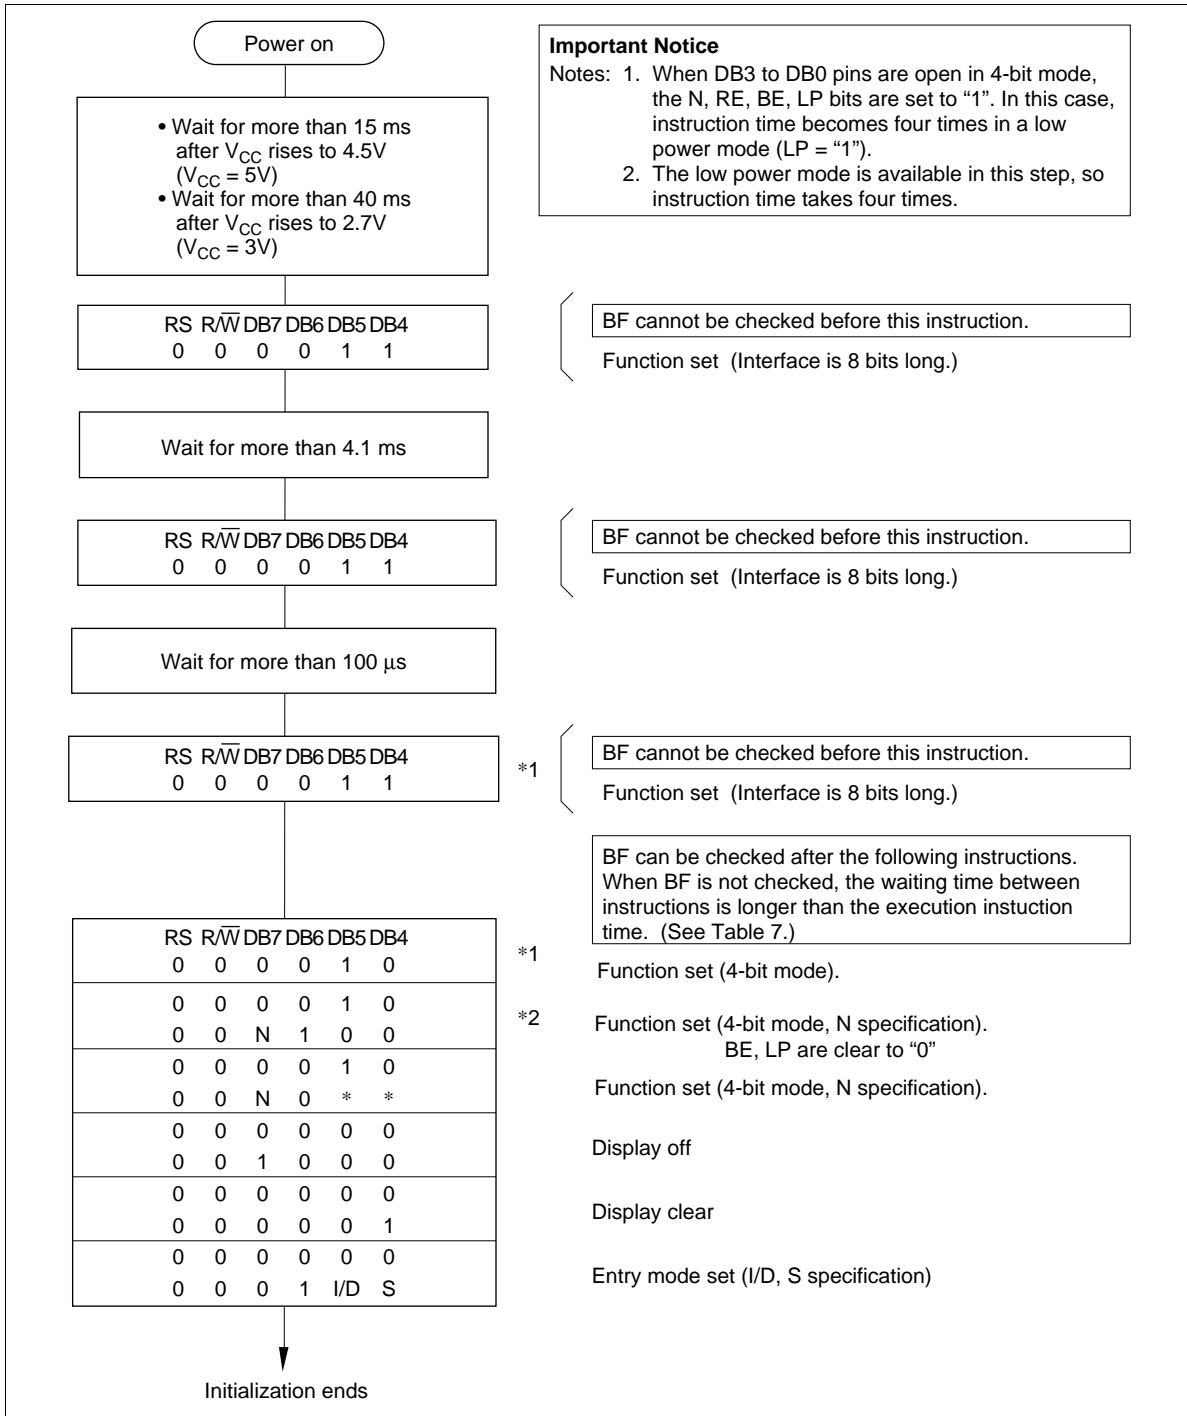 Power on
Important Notice
Notes: 1. When DB3 to DB0 pins are open in 4-bit mode,
the N, RE, BE, LP bits are set to “1”. In this case,
instruction time becomes four times in a low
power mode (LP = “1”).
2. The low power mode is available in this step, so
instruction time takes four times.
• Wait for more than 15 ms
after VCC rises to 4.5V
(VCC = 5V)
• Wait for more than 40 ms
after VCC rises to 2.7V
(VCC = 3V)
RS R/W̅ DB7 DB6 DB5 DB4
0 0 0 0 1 1
BF cannot be checked before this instruction.
Function set (Interface is 8 bits long.)
Wait for more than 4.1 ms
RS R/W̅ DB7 DB6 DB5 DB4
0 0 0 0 1 1
BF cannot be checked before this instruction.
Function set (Interface is 8 bits long.)
Wait for more than 100 µs
RS R/W̅ DB7 DB6 DB5 DB4
0 0 0 0 1 1
*1
BF cannot be checked before this instruction.
Function set (Interface is 8 bits long.)
BF can be checked after the following instructions.
When BF is not checked, the waiting time between
instructions is longer than the execution instuction
time. (See Table 7.)
RS R/W̅ DB7 DB6 DB5 DB4
0 0 0 0 1 0
*1
Function set (4-bit mode).
0 0 0 0 1 0
0 0 N 1 0 0
*2
Function set (4-bit mode, N specification).
BE, LP are clear to “0”
0 0 0 0 1 0
0 0 N 0 * *
Function set (4-bit mode, N specification).
0 0 0 0 0 0
0 0 1 0 0 0
Display off
0 0 0 0 0 0
0 0 0 0 0 1
Display clear
0 0 0 0 0 0
0 0 0 1 I/D S
Entry mode set (I/D, S specification)
Initialization ends